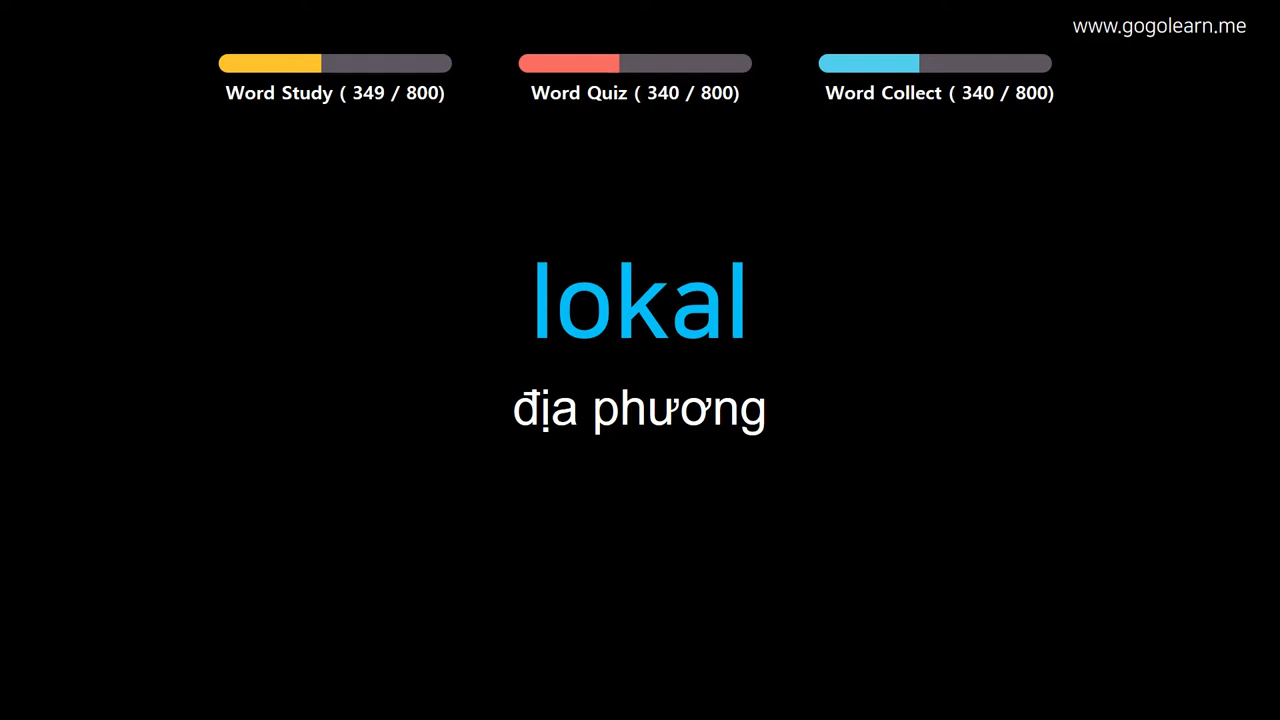 www.gogolearn.me
Word Study ( 349 / 800)
Word Quiz ( 340 / 800)
Word Collect ( 340 / 800)
lokal
địa phương